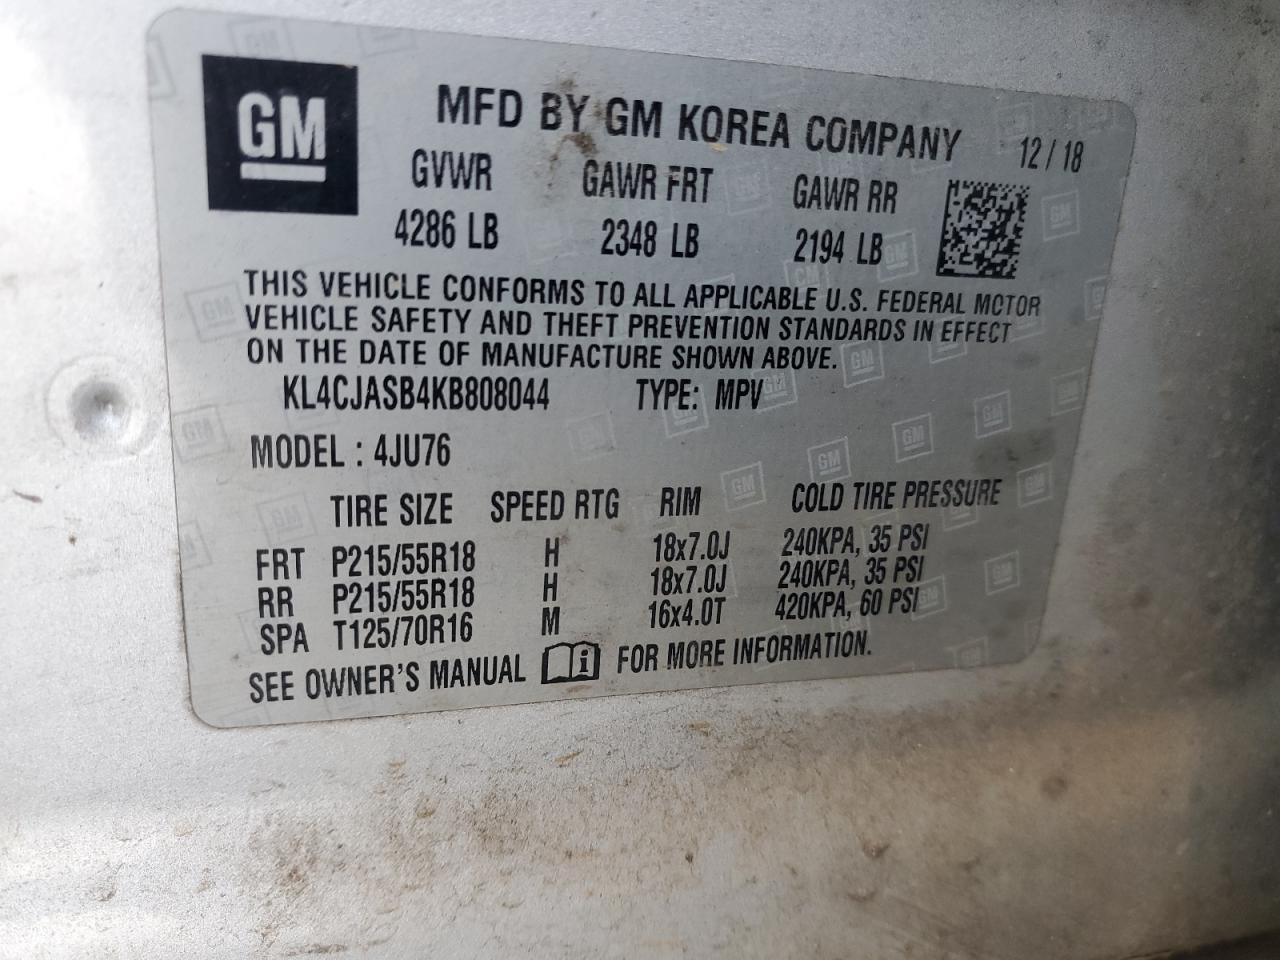 GM
MFD BY GM KOREA COMPANY 12/18
GVWR GAWR FRT GAWR RR
4286 LB 2348 LB 2194 LB
THIS VEHICLE CONFORMS TO ALL APPLICABLE U.S. FEDERAL MOTOR
VEHICLE SAFETY AND THEFT PREVENTION STANDARDS IN EFFECT
ON THE DATE OF MANUFACTURE SHOWN ABOVE.
KL4CJASB4KB808044 TYPE: MPV
MODEL : 4JU76
TIRE SIZE SPEED RTG RIM COLD TIRE PRESSURE
FRT P215/55R18 H 18x7.0J 240KPA, 35 PSI
RR P215/55R18 H 18x7.0J 240KPA, 35 PSI
SPA T125/70R16 M 16x4.0T 420KPA, 60 PSI
SEE OWNER'S MANUAL i FOR MORE INFORMATION.